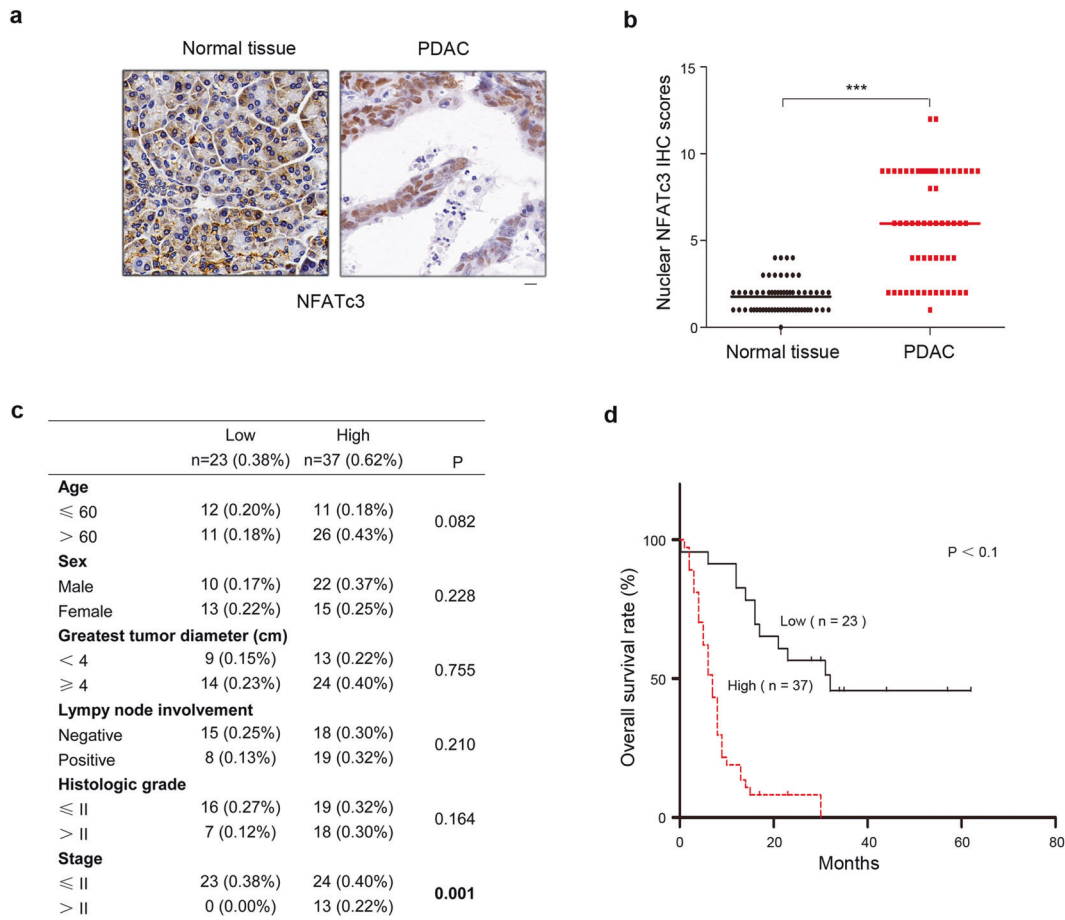 a
Normal tissue PDAC
NFATc3
b
Nuclear NFATc3 IHC scores
15
10
5
0
***
Normal tissue PDAC
c
Low High
n=23 (0.38%) n=37 (0.62%) P
Age
≤ 60 12 (0.20%) 11 (0.18%)
0.082
> 60 11 (0.18%) 26 (0.43%)
Sex
Male 10 (0.17%) 22 (0.37%)
0.228
Female 13 (0.22%) 15 (0.25%)
Greatest tumor diameter (cm)
< 4 9 (0.15%) 13 (0.22%)
0.755
≥ 4 14 (0.23%) 24 (0.40%)
Lympy node involvement
Negative 15 (0.25%) 18 (0.30%)
0.210
Positive 8 (0.13%) 19 (0.32%)
Histologic grade
≤ II 16 (0.27%) 19 (0.32%)
0.164
> II 7 (0.12%) 18 (0.30%)
Stage
≤ II 23 (0.38%) 24 (0.40%)
0.001
> II 0 (0.00%) 13 (0.22%)
d
Overall survival rate (%)
100
50
0
P < 0.1
Low ( n = 23 )
High ( n = 37)
0 20 40 60 80
Months